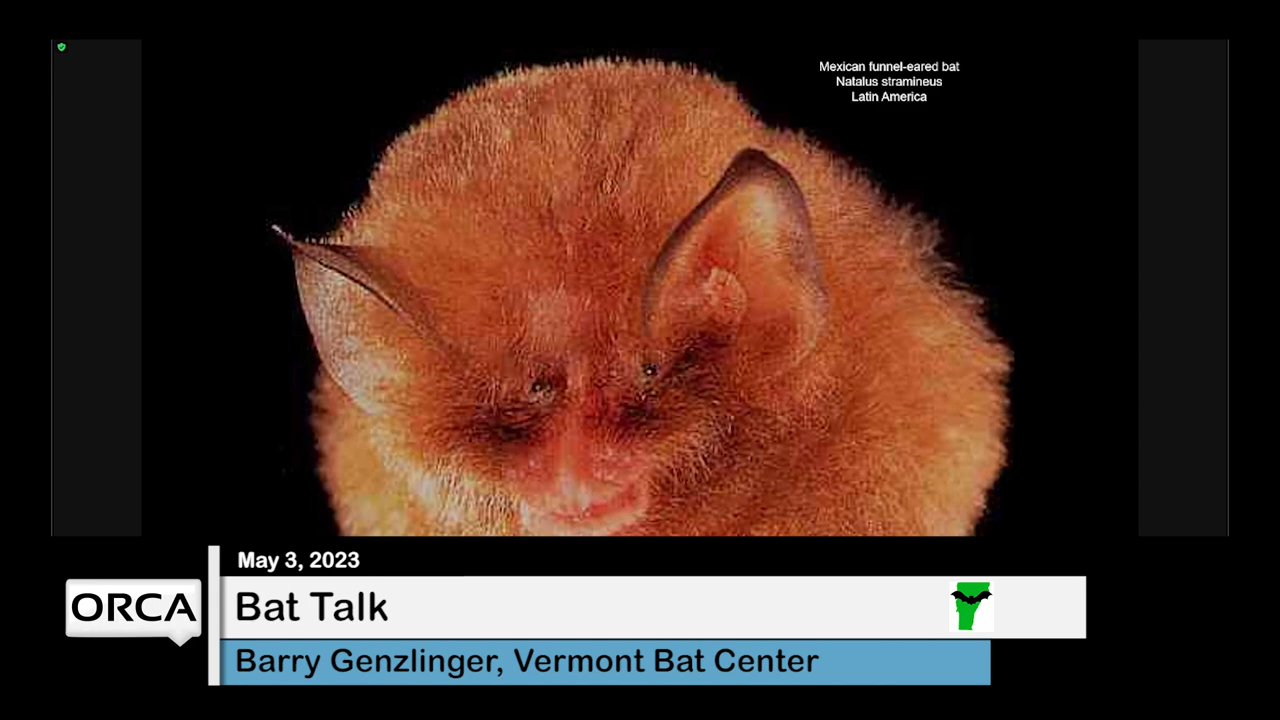 Mexican funnel-eared bat
Natalus stramineus
Latin America
May 3, 2023
ORCA
Bat Talk
Barry Genzlinger, Vermont Bat Center